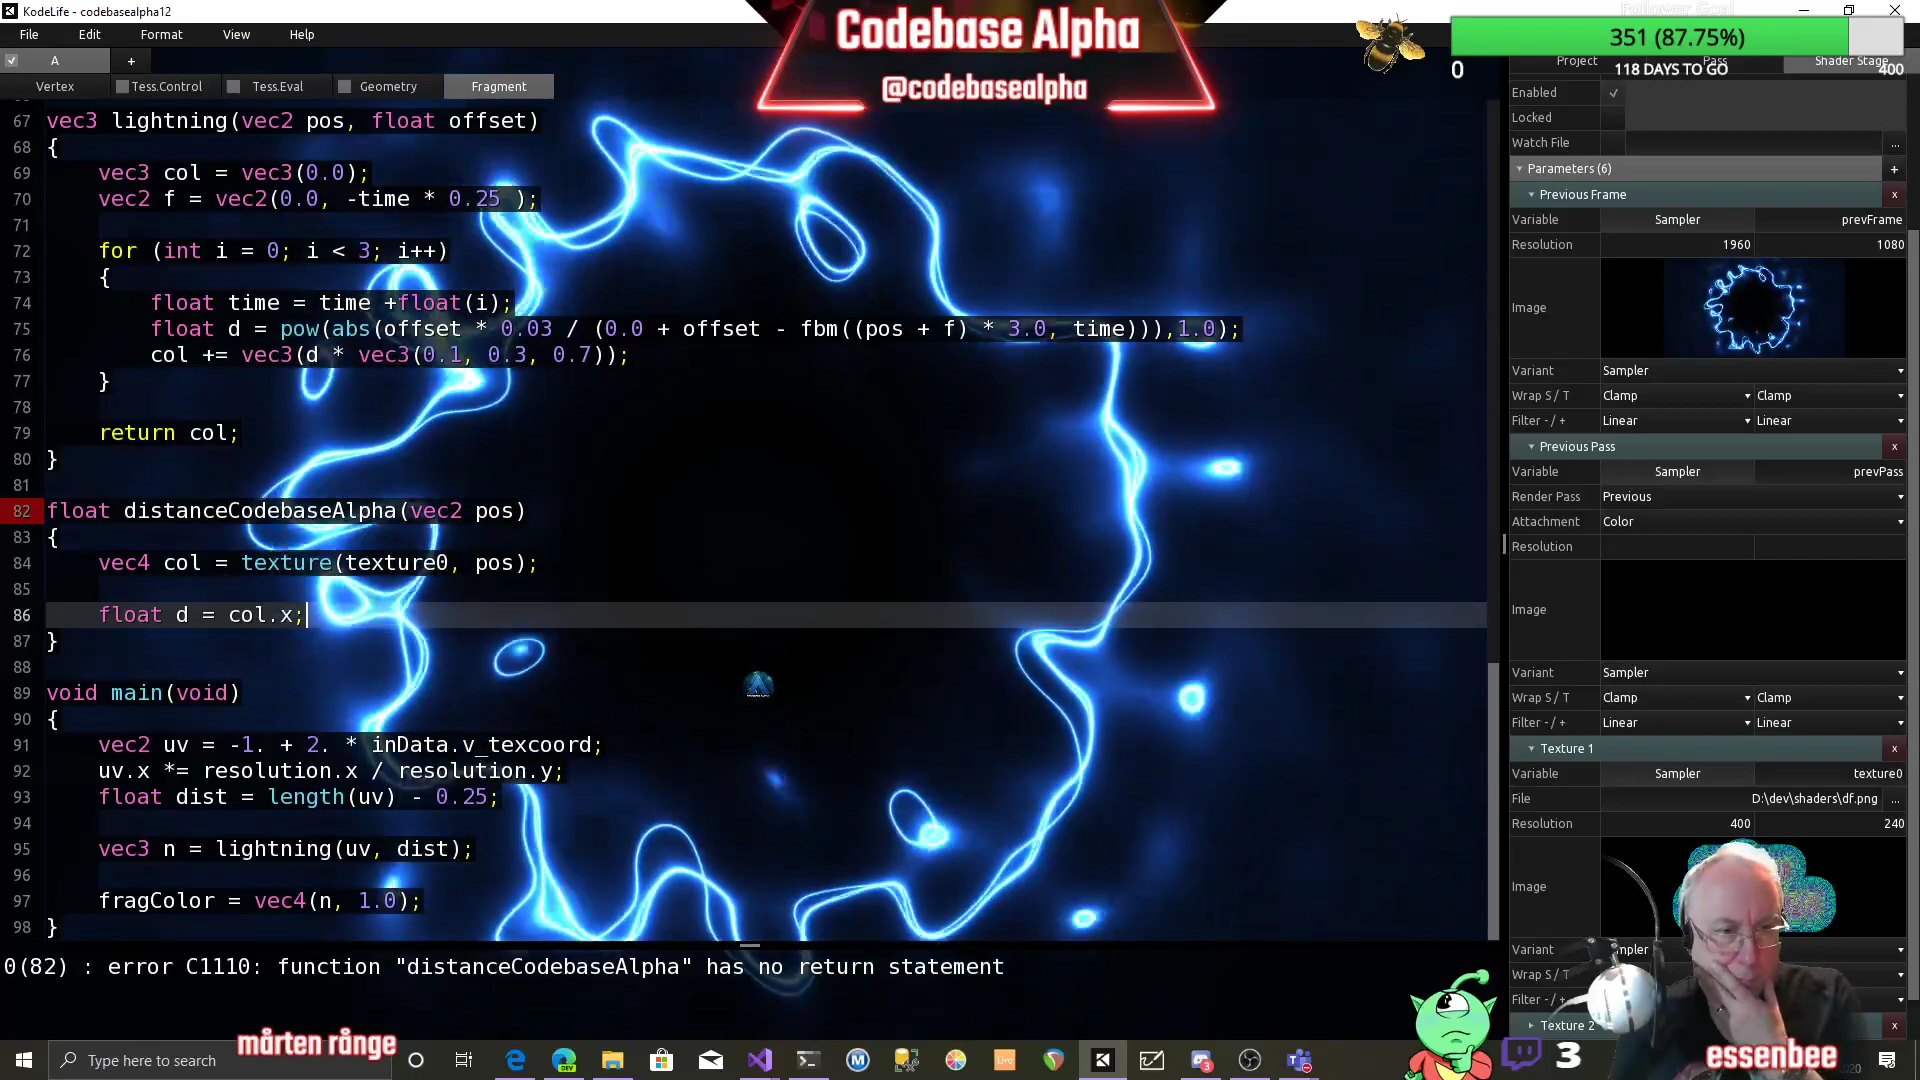 KodeLife - codebasealpha12
File Edit Format View Help
A +
Vertex Tess.Control Tess.Eval Geometry Fragment
Codebase Alpha
@codebasealpha
Follower Goal
351 (87.75%)
0 118 DAYS TO GO 400
Project Pass Shader Stage
67 vec3 lightning(vec2 pos, float offset)
68 {
69 vec3 col = vec3(0.0);
70 vec2 f = vec2(0.0, -time * 0.25 );
71
72 for (int i = 0; i < 3; i++)
73 {
74 float time = time +float(i);
75 float d = pow(abs(offset * 0.03 / (0.0 + offset - fbm((pos + f) * 3.0, time))),1.0);
76 col += vec3(d * vec3(0.1, 0.3, 0.7));
77 }
78
79 return col;
80 }
81
82 float distanceCodebaseAlpha(vec2 pos)
83 {
84 vec4 col = texture(texture0, pos);
85
86 float d = col.x;
87 }
88
89 void main(void)
90 {
91 vec2 uv = -1. + 2. * inData.v_texcoord;
92 uv.x *= resolution.x / resolution.y;
93 float dist = length(uv) - 0.25;
94
95 vec3 n = lightning(uv, dist);
96
97 fragColor = vec4(n, 1.0);
98 }
0(82) : error C1110: function "distanceCodebaseAlpha" has no return statement
Enabled
Locked
Watch File ...
Parameters (6) +
Previous Frame x
Variable Sampler prevFrame
Resolution 1960 1080
Image
Variant Sampler
Wrap S / T Clamp Clamp
Filter - / + Linear Linear
Previous Pass x
Variable Sampler prevPass
Render Pass Previous
Attachment Color
Resolution
Image
Variant Sampler
Wrap S / T Clamp Clamp
Filter - / + Linear Linear
Texture 1 x
Variable Sampler texture0
File D:\dev\shaders\df.png ...
Resolution 400 240
Image
Variant
Wrap S /
Filter - / +
Texture 2 x
mårten rånge
Type here to search
3
essenbee